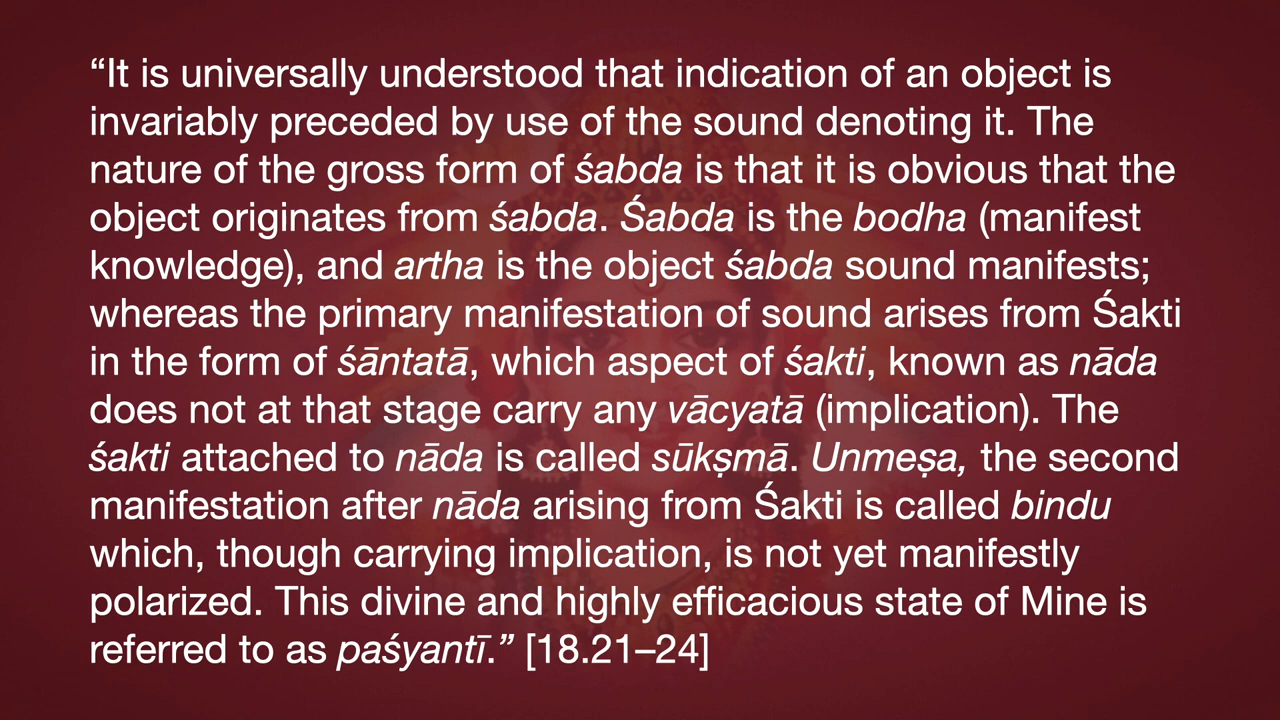 “It is universally understood that indication of an object is
invariably preceded by use of the sound denoting it. The
nature of the gross form of śabda is that it is obvious that the
object originates from śabda. Śabda is the bodha (manifest
knowledge), and artha is the object śabda sound manifests;
whereas the primary manifestation of sound arises from Śakti
in the form of śāntatā, which aspect of śakti, known as nāda
does not at that stage carry any vācyatā (implication). The
śakti attached to nāda is called sūkṣmā. Unmeṣa, the second
manifestation after nāda arising from Śakti is called bindu
which, though carrying implication, is not yet manifestly
polarized. This divine and highly efficacious state of Mine is
referred to as paśyantī.” [18.21–24]